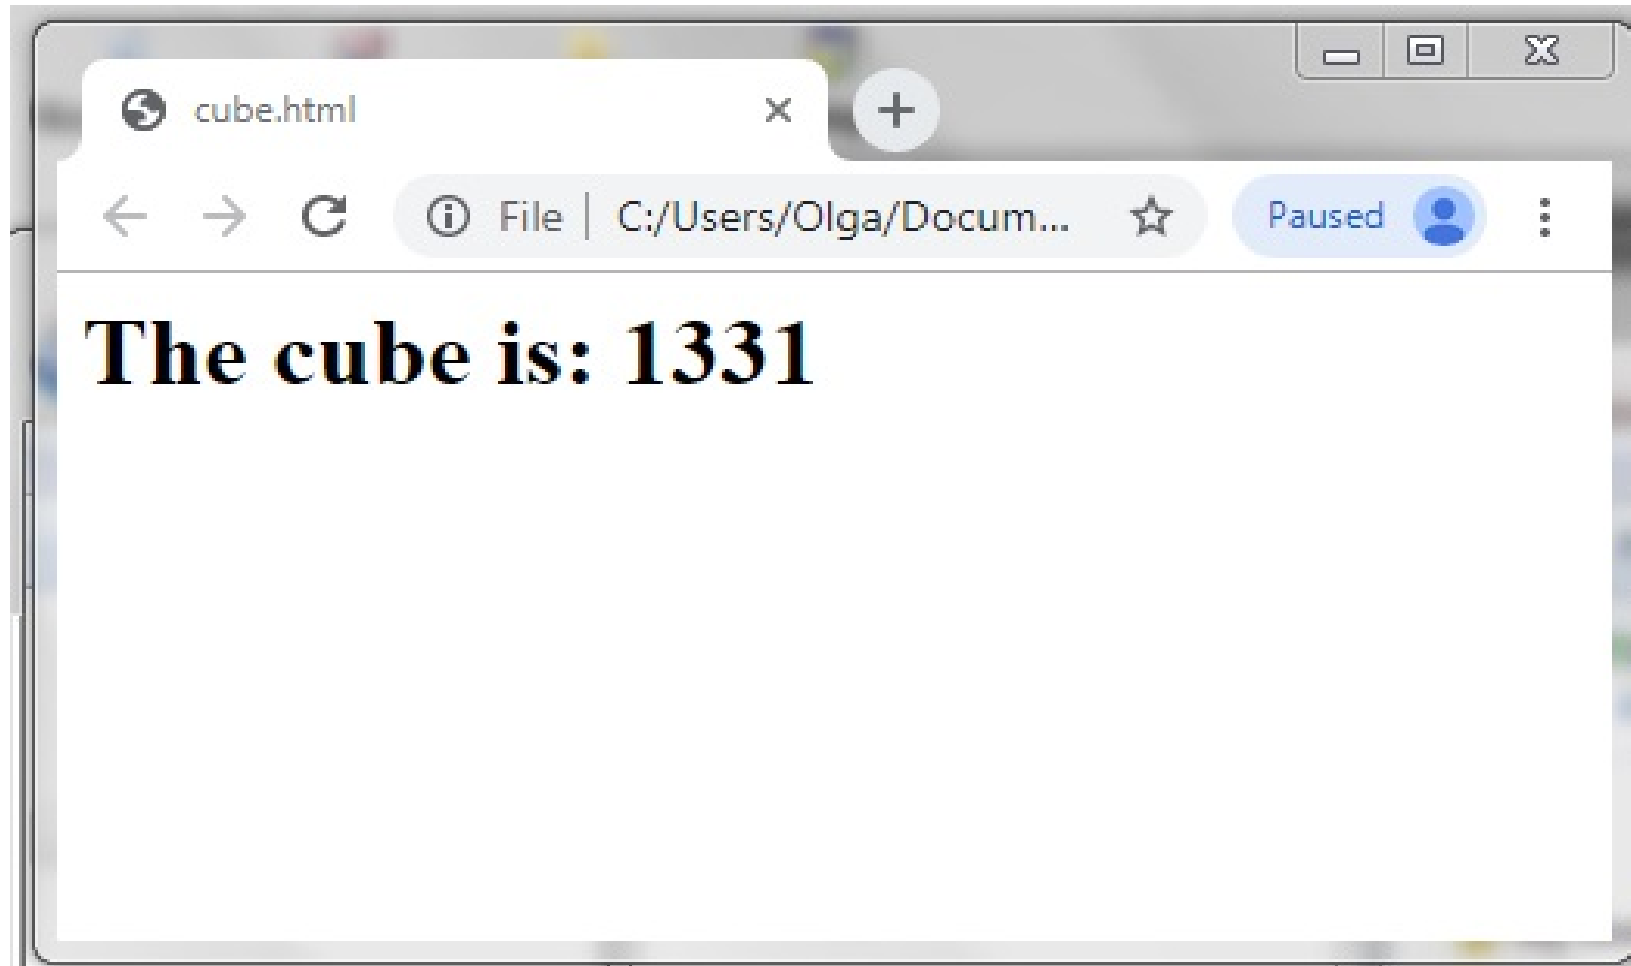 cube.html
File | C:/Users/Olga/Docum... Paused
The cube is: 1331